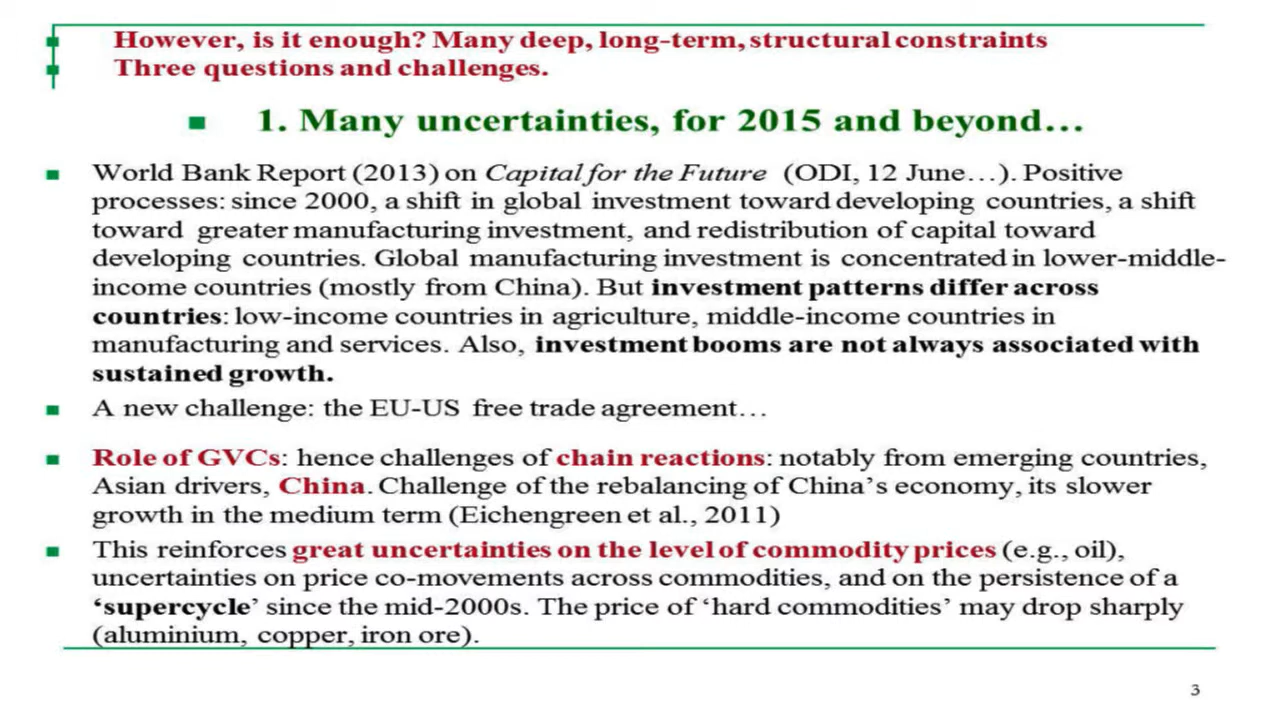 However, is it enough? Many deep, long-term, structural constraints
Three questions and challenges.
1. Many uncertainties, for 2015 and beyond…
World Bank Report (2013) on Capital for the Future (ODI, 12 June…). Positive
processes: since 2000, a shift in global investment toward developing countries, a shift
toward greater manufacturing investment, and redistribution of capital toward
developing countries. Global manufacturing investment is concentrated in lower-middle-
income countries (mostly from China). But investment patterns differ across
countries: low-income countries in agriculture, middle-income countries in
manufacturing and services. Also, investment booms are not always associated with
sustained growth.
A new challenge: the EU-US free trade agreement…
Role of GVCs: hence challenges of chain reactions: notably from emerging countries,
Asian drivers, China. Challenge of the rebalancing of China’s economy, its slower
growth in the medium term (Eichengreen et al., 2011)
This reinforces great uncertainties on the level of commodity prices (e.g., oil),
uncertainties on price co-movements across commodities, and on the persistence of a
‘supercycle’ since the mid-2000s. The price of ‘hard commodities’ may drop sharply
(aluminium, copper, iron ore).
3